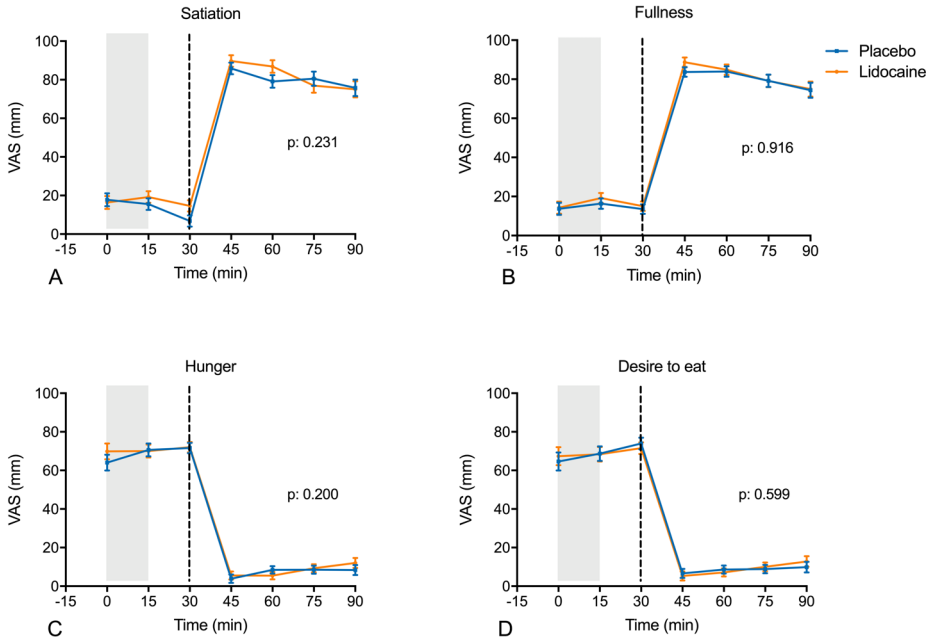 Satiation
100
80
60
40
20
0
VAS (mm)
p: 0.231
-15 0 15 30 45 60 75 90
Time (min)
A
Fullness
100
80
60
40
20
0
VAS (mm)
p: 0.916
-15 0 15 30 45 60 75 90
Time (min)
B
Placebo
Lidocaine
Hunger
100
80
60
40
20
0
VAS (mm)
p: 0.200
-15 0 15 30 45 60 75 90
Time (min)
C
Desire to eat
100
80
60
40
20
0
VAS (mm)
p: 0.599
-15 0 15 30 45 60 75 90
Time (min)
D